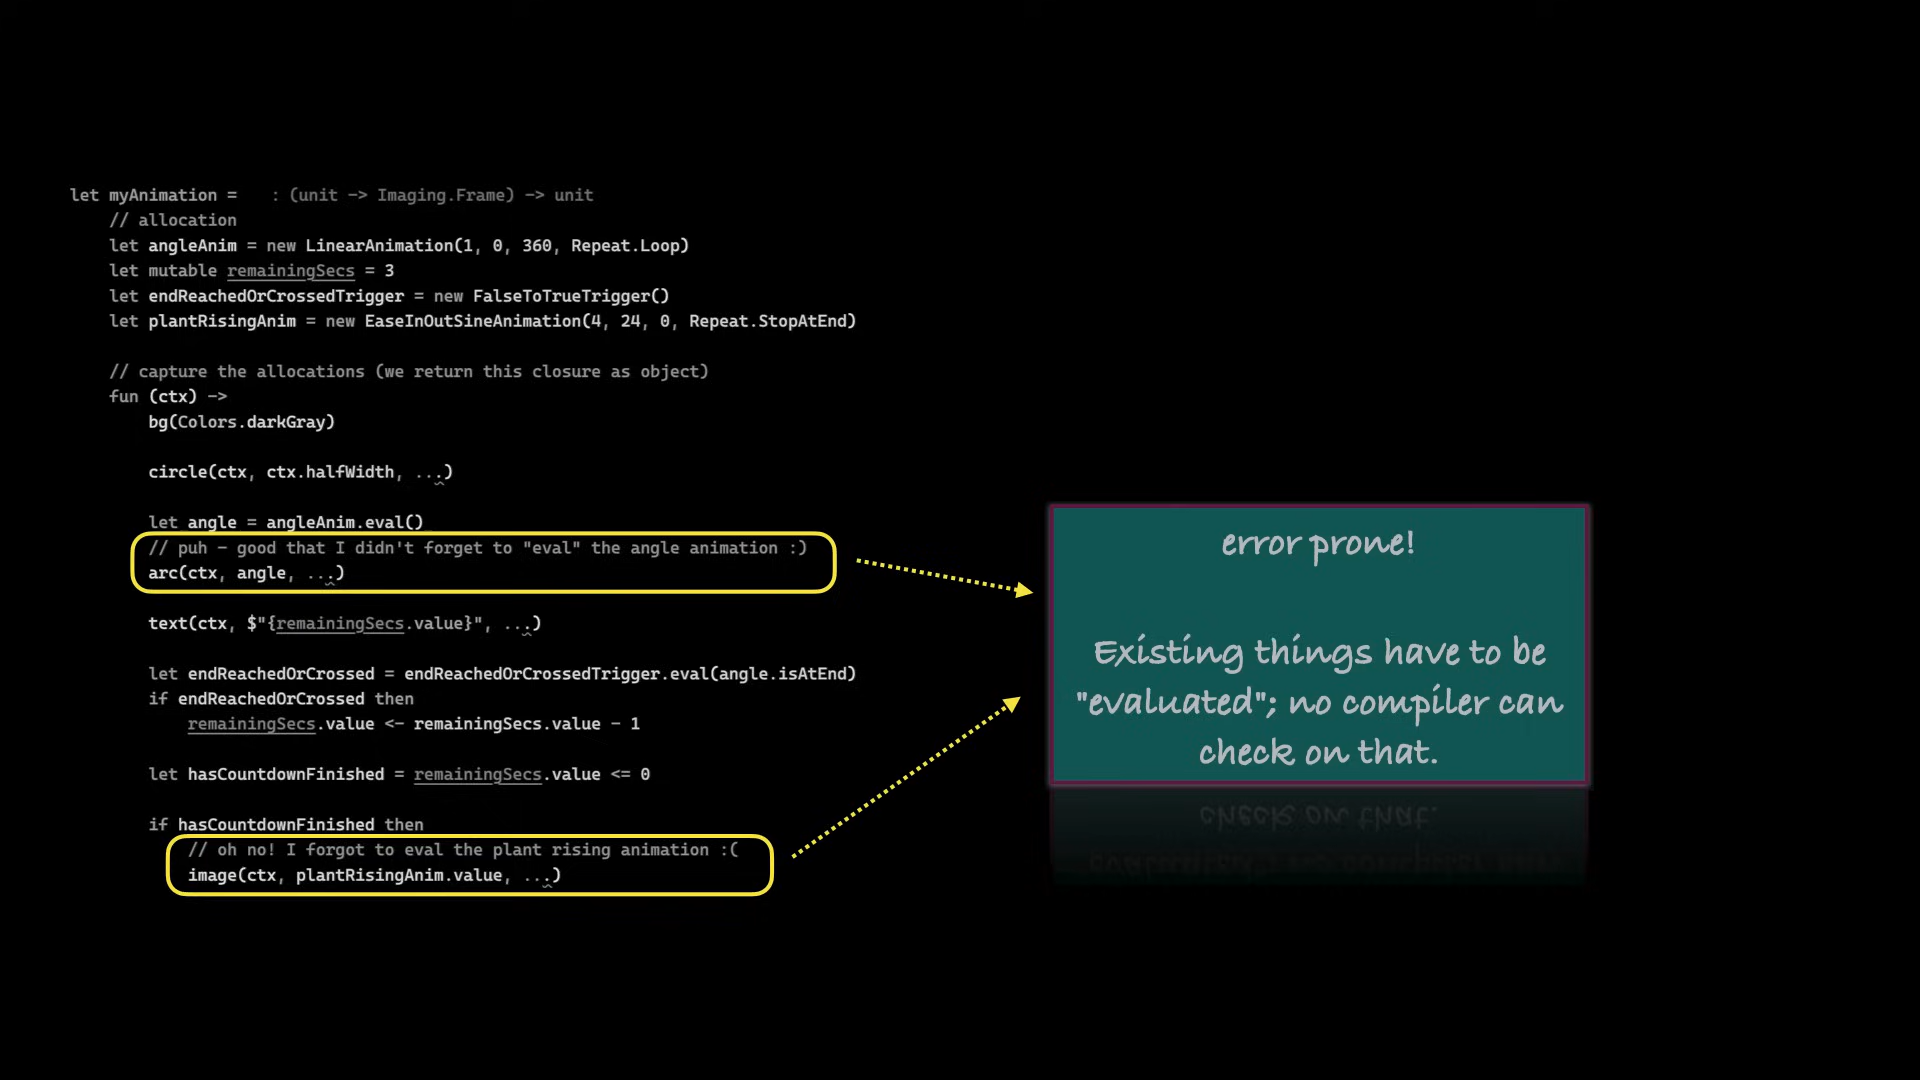 let myAnimation =   : (unit -> Imaging.Frame) -> unit
    // allocation
    let angleAnim = new LinearAnimation(1, 0, 360, Repeat.Loop)
    let mutable remainingSecs = 3
    let endReachedOrCrossedTrigger = new FalseToTrueTrigger()
    let plantRisingAnim = new EaseInOutSineAnimation(4, 24, 0, Repeat.StopAtEnd)
    // capture the allocations (we return this closure as object)
    fun (ctx) ->
        bg(Colors.darkGray)
        circle(ctx, ctx.halfWidth, ...)
        let angle = angleAnim.eval()
        // puh - good that I didn't forget to "eval" the angle animation :)
        arc(ctx, angle, ...)
        text(ctx, $"{remainingSecs.value}", ...)
        let endReachedOrCrossed = endReachedOrCrossedTrigger.eval(angle.isAtEnd)
        if endReachedOrCrossed then
            remainingSecs.value <- remainingSecs.value - 1
        let hasCountdownFinished = remainingSecs.value <= 0
        if hasCountdownFinished then
            // oh no! I forgot to eval the plant rising animation :(
            image(ctx, plantRisingAnim.value, ...)
error prone!
Existing things have to be
"evaluated"; no compiler can
check on that.